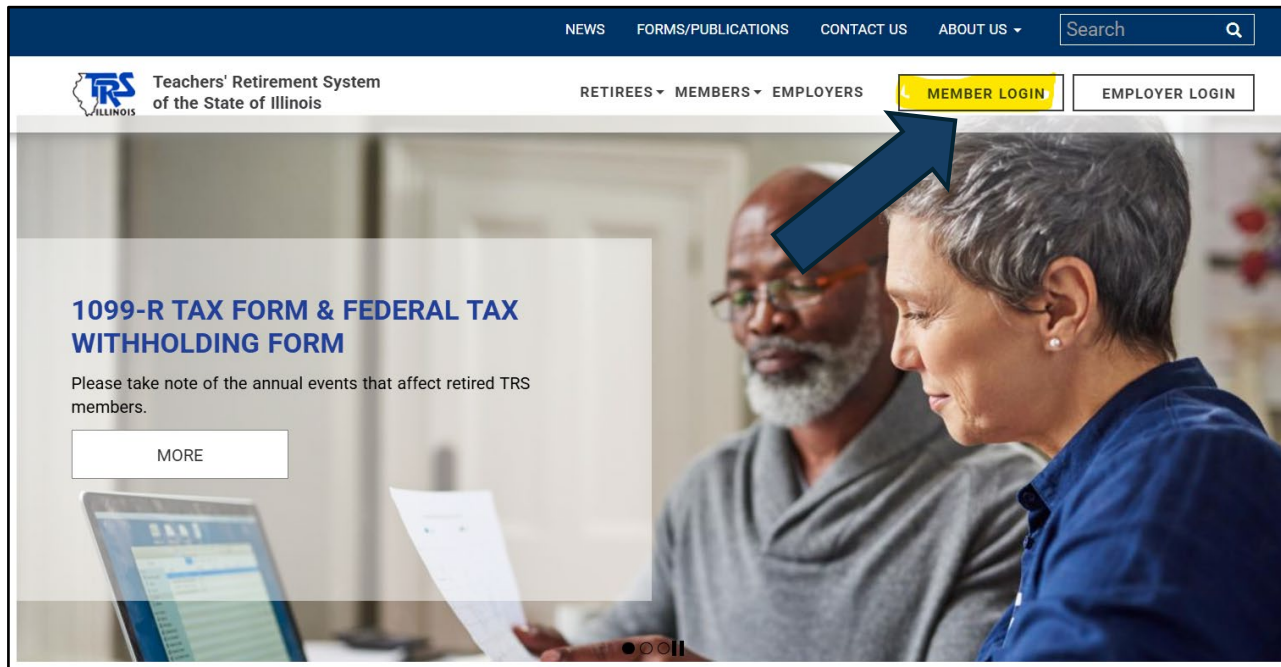 NEWS FORMS/PUBLICATIONS CONTACT US ABOUT US Search
TRS
ILLINOIS
Teachers' Retirement System
of the State of Illinois
RETIREES MEMBERS EMPLOYERS MEMBER LOGIN EMPLOYER LOGIN
1099-R TAX FORM & FEDERAL TAX
WITHHOLDING FORM
Please take note of the annual events that affect retired TRS
members.
MORE